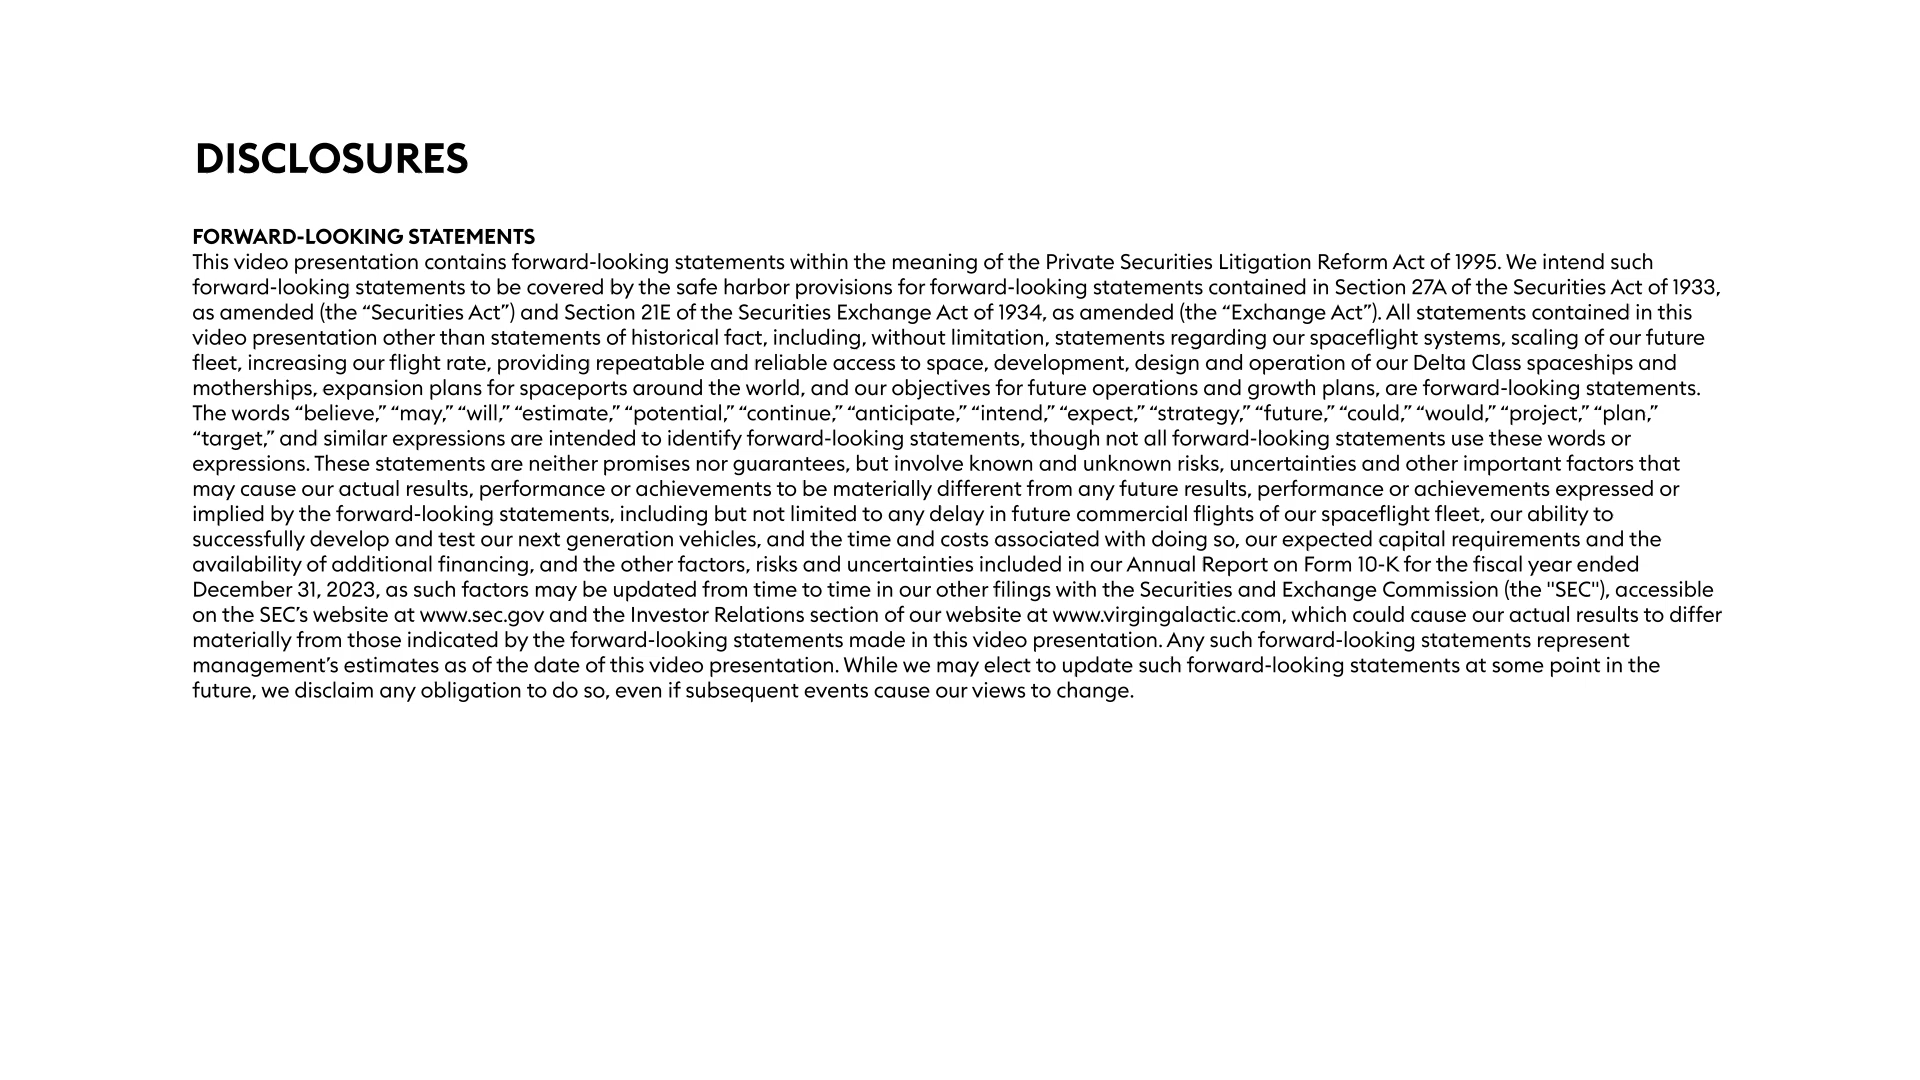 DISCLOSURES
FORWARD-LOOKING STATEMENTS
This video presentation contains forward-looking statements within the meaning of the Private Securities Litigation Reform Act of 1995. We intend such
forward-looking statements to be covered by the safe harbor provisions for forward-looking statements contained in Section 27A of the Securities Act of 1933,
as amended (the “Securities Act”) and Section 21E of the Securities Exchange Act of 1934, as amended (the “Exchange Act”). All statements contained in this
video presentation other than statements of historical fact, including, without limitation, statements regarding our spaceflight systems, scaling of our future
fleet, increasing our flight rate, providing repeatable and reliable access to space, development, design and operation of our Delta Class spaceships and
motherships, expansion plans for spaceports around the world, and our objectives for future operations and growth plans, are forward-looking statements.
The words “believe,” “may,” “will,” “estimate,” “potential,” “continue,” “anticipate,” “intend,” “expect,” “strategy,” “future,” “could,” “would,” “project,” “plan,”
“target,” and similar expressions are intended to identify forward-looking statements, though not all forward-looking statements use these words or
expressions. These statements are neither promises nor guarantees, but involve known and unknown risks, uncertainties and other important factors that
may cause our actual results, performance or achievements to be materially different from any future results, performance or achievements expressed or
implied by the forward-looking statements, including but not limited to any delay in future commercial flights of our spaceflight fleet, our ability to
successfully develop and test our next generation vehicles, and the time and costs associated with doing so, our expected capital requirements and the
availability of additional financing, and the other factors, risks and uncertainties included in our Annual Report on Form 10-K for the fiscal year ended
December 31, 2023, as such factors may be updated from time to time in our other filings with the Securities and Exchange Commission (the "SEC"), accessible
on the SEC’s website at www.sec.gov and the Investor Relations section of our website at www.virgingalactic.com, which could cause our actual results to differ
materially from those indicated by the forward-looking statements made in this video presentation. Any such forward-looking statements represent
management’s estimates as of the date of this video presentation. While we may elect to update such forward-looking statements at some point in the
future, we disclaim any obligation to do so, even if subsequent events cause our views to change.